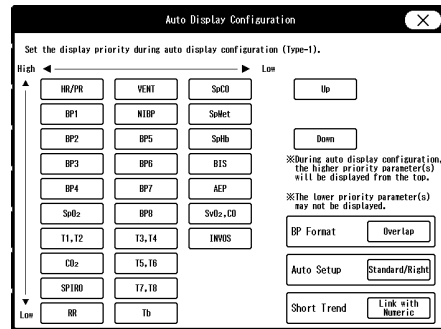 Auto Display Configuration
Set the display priority during auto display configuration (Type-1).
High Low
HR/PR VENT SpCO Up
BP1 NIBP SpMet
BP2 BP5 SpHb Down
BP3 BP6 BIS
BP4 BP7 AEP
SpO₂ BP8 SvO₂,CO
T1,T2 T3,T4 INVOS
CO₂ T5,T6
SPIRO T7,T8
Low RR Tb
※During auto display configuration,
the higher priority parameter(s)
will be displayed from the top.
※The lower priority parameter(s)
may not be displayed.
BP Format Overlap
Auto Setup Standard/Right
Short Trend Link with
Numeric